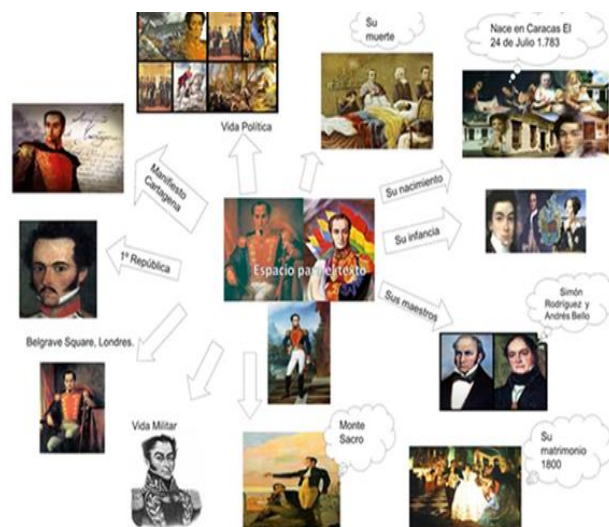 Su
muerte
Nace en Caracas El
24 de Julio 1.783
Vida Política
Manifiesto
Cartagena
Su nacimiento
Su infancia
1º República
Espacio para el texto
Sus maestros
Simón
Rodríguez y
Andrés Bello
Belgrave Square, Londres.
Vida Militar
Monte
Sacro
Su
matrimonio
1800